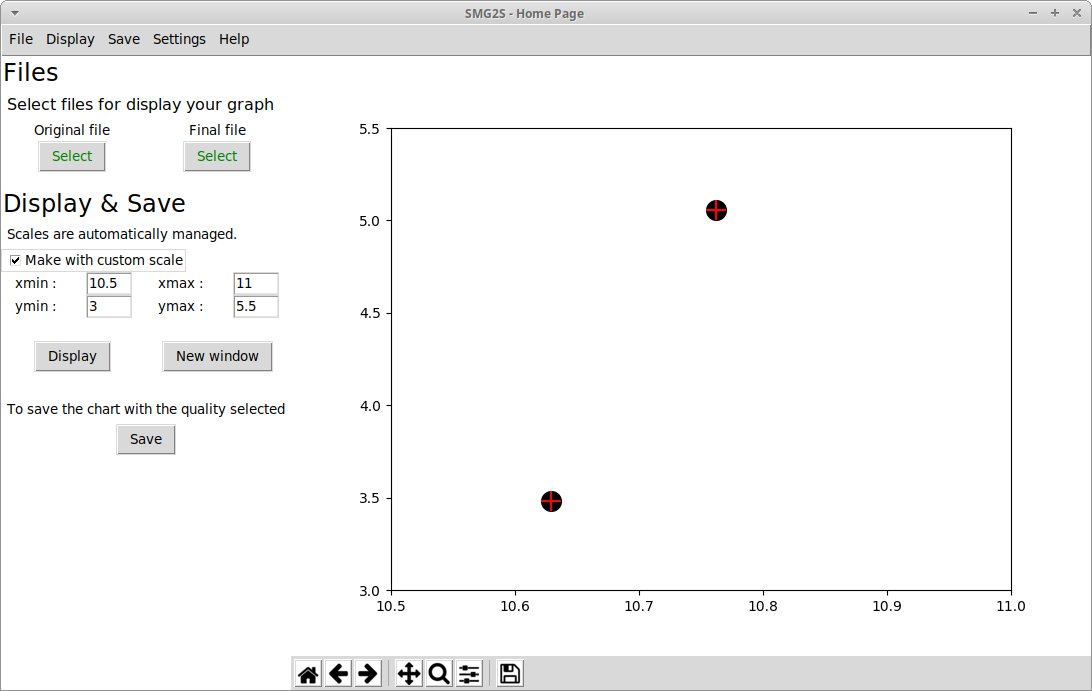 SMG2S - Home Page
File Display Save Settings Help
Files
Select files for display your graph
Original file Final file
Select Select
Display & Save
Scales are automatically managed.
Make with custom scale
xmin : 10.5 xmax : 11
ymin : 3 ymax : 5.5
Display New window
To save the chart with the quality selected
Save
5.5
5.0
4.5
4.0
3.5
3.0
10.5 10.6 10.7 10.8 10.9 11.0